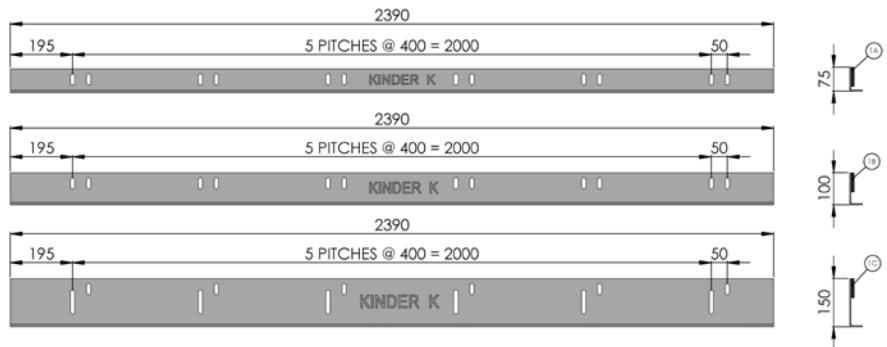 2390
195 5 PITCHES @ 400 = 2000 50
KINDER K
75
1A
2390
195 5 PITCHES @ 400 = 2000 50
KINDER K
100
1B
2390
195 5 PITCHES @ 400 = 2000 50
KINDER K
150
1C